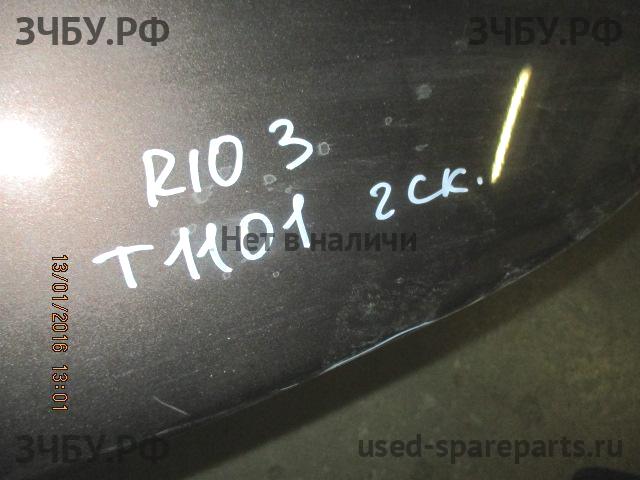 ЗЧБУ.РФ ЗЧБУ.РФ
RIO 3
T1101 2 СК.
Нет в наличи
13/01/2016 13:01
ЗЧБУ.РФ used-spareparts.ru